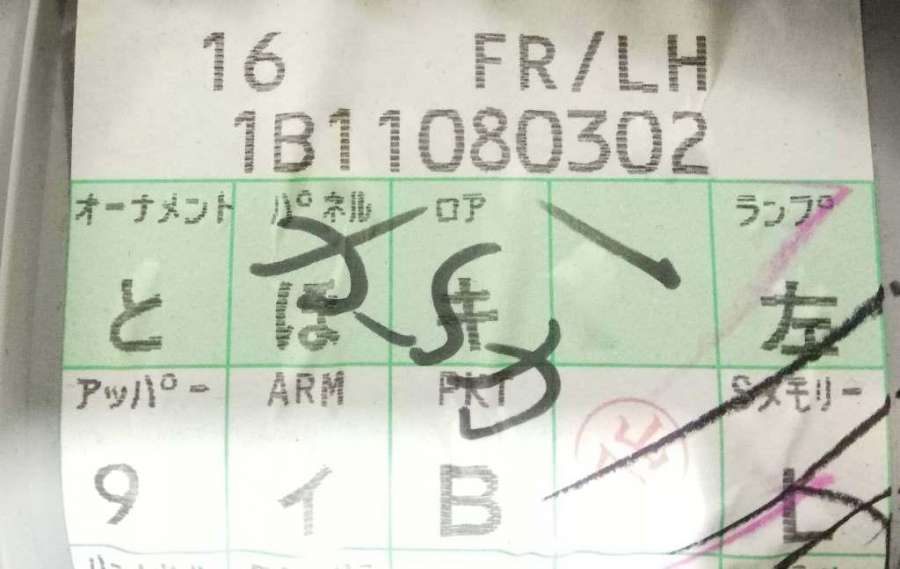 16 FR/LH
1B11080302
オーナメント パネル ロア ランプ
と ぼ キ 左
アッパー ARM PKT Sメモリー
9 イ B L